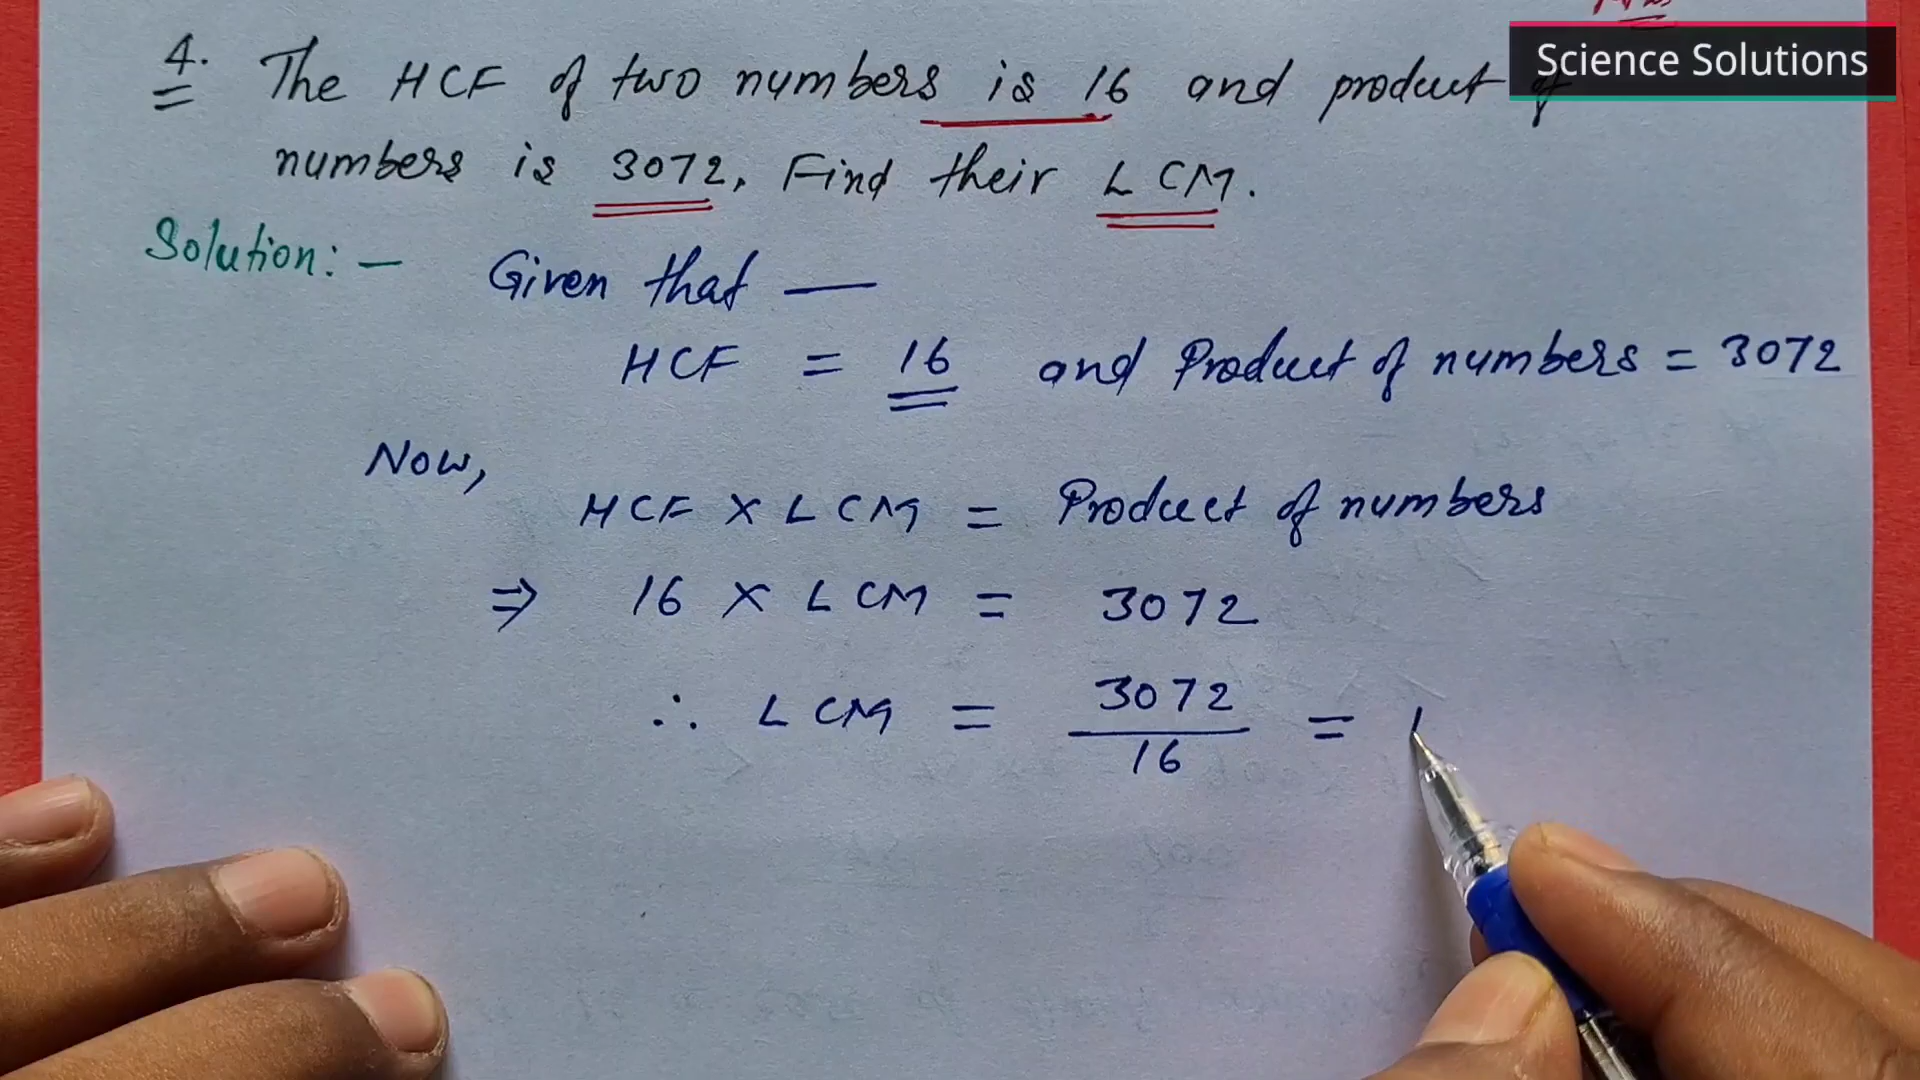 Science Solutions
4. The HCF of two numbers is 16 and product of
numbers is 3072. Find their LCM.
Solution:- Given that —
HCF = 16 and Product of numbers = 3072
Now,
HCF X LCM = Product of numbers
⇒ 16 X LCM = 3072
∴ LCM = 3072/16 = 1